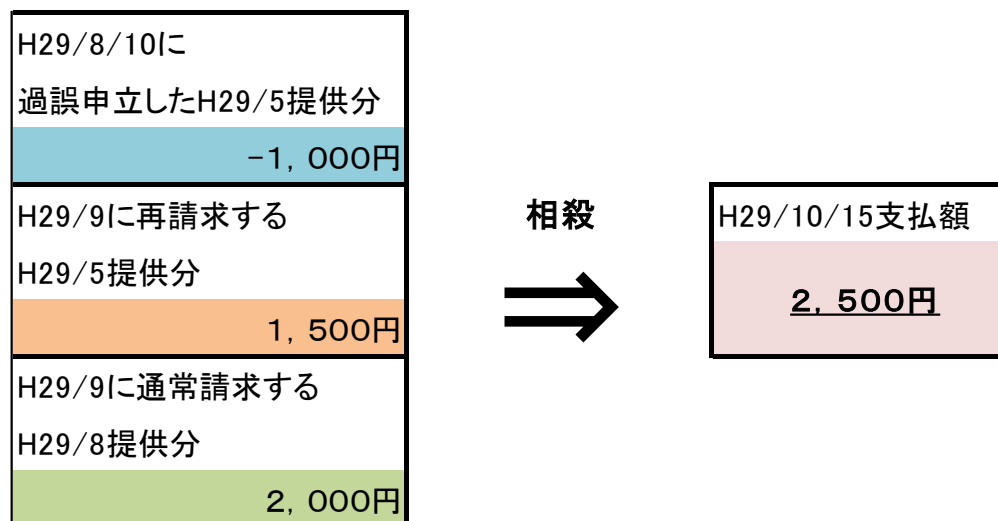 H29/8/10に
過誤申立したH29/5提供分
-１，０００円
H29/9に再請求する
H29/5提供分
１，５００円
H29/9に通常請求する
H29/8提供分
２，０００円
相殺
⇒
H29/10/15支払額
２，５００円